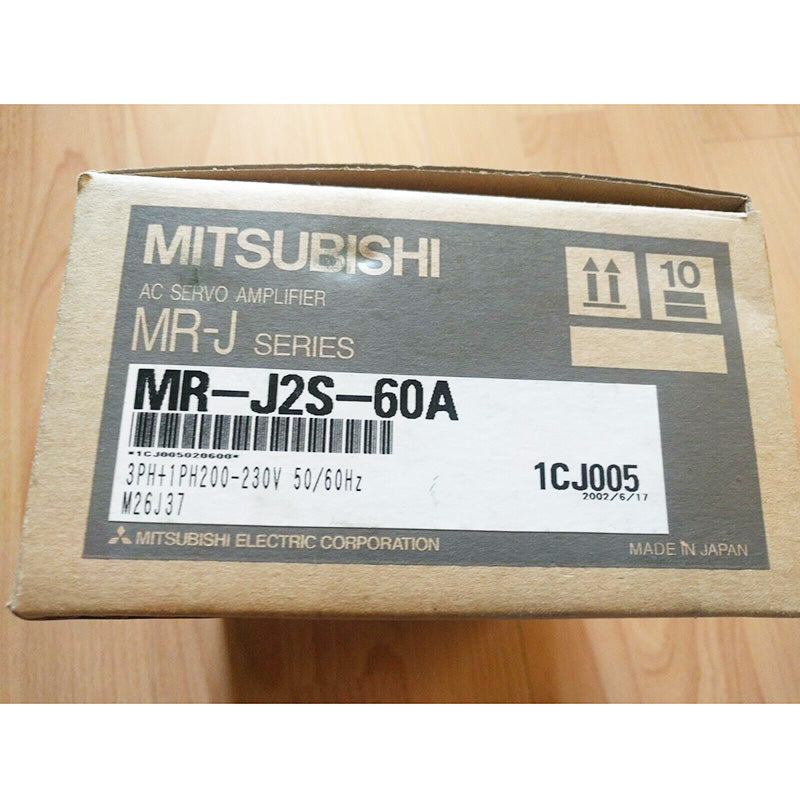 MITSUBISHI
AC SERVO AMPLIFIER
MR-J SERIES
10
MR-J2S-60A
*1CJ005020600*
3PH+1PH200-230V 50/60Hz
M26J37
1CJ005
2002/6/17
MITSUBISHI ELECTRIC CORPORATION
MADE IN JAPAN